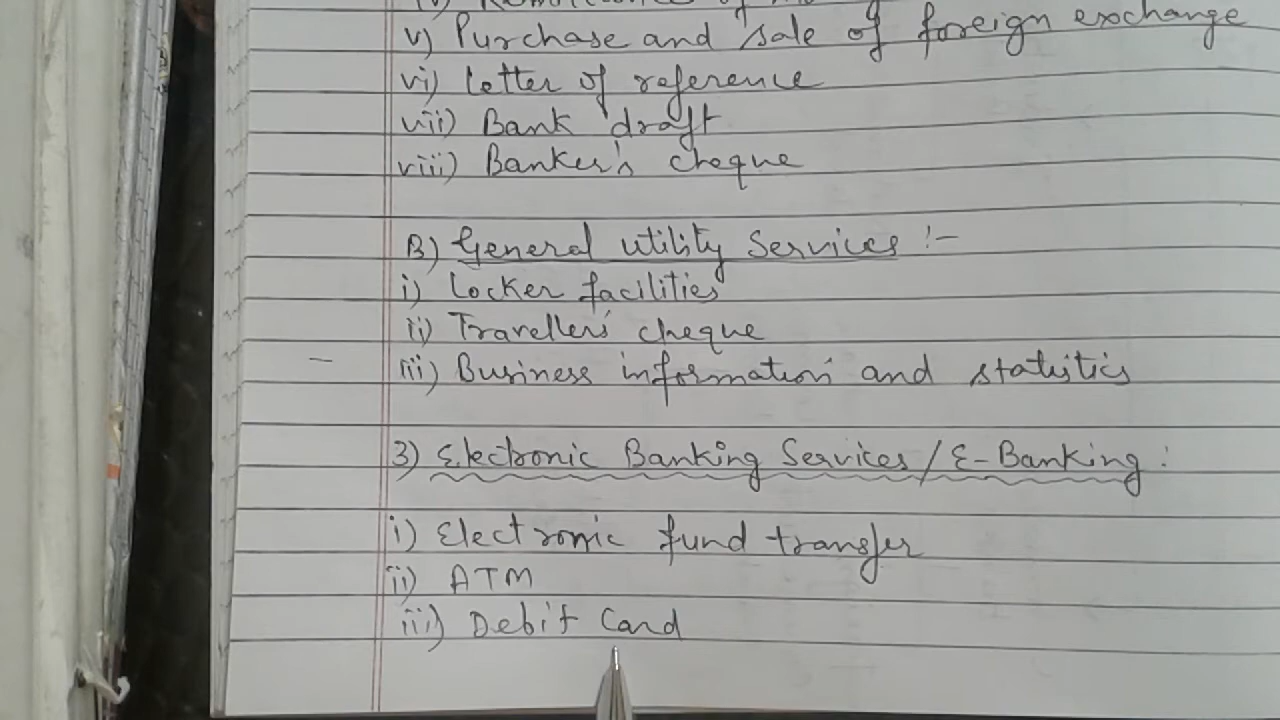 v) Purchase and sale of foreign exchange
vi) Letter of reference
vii) Bank draft
viii) Banker's cheque
B) General utility services :-
i) Locker facilities
ii) Travellers' cheque
iii) Business information and statistics
3) Electronic Banking Services / E-Banking :
i) Electronic fund transfer
ii) ATM
iii) Debit Card